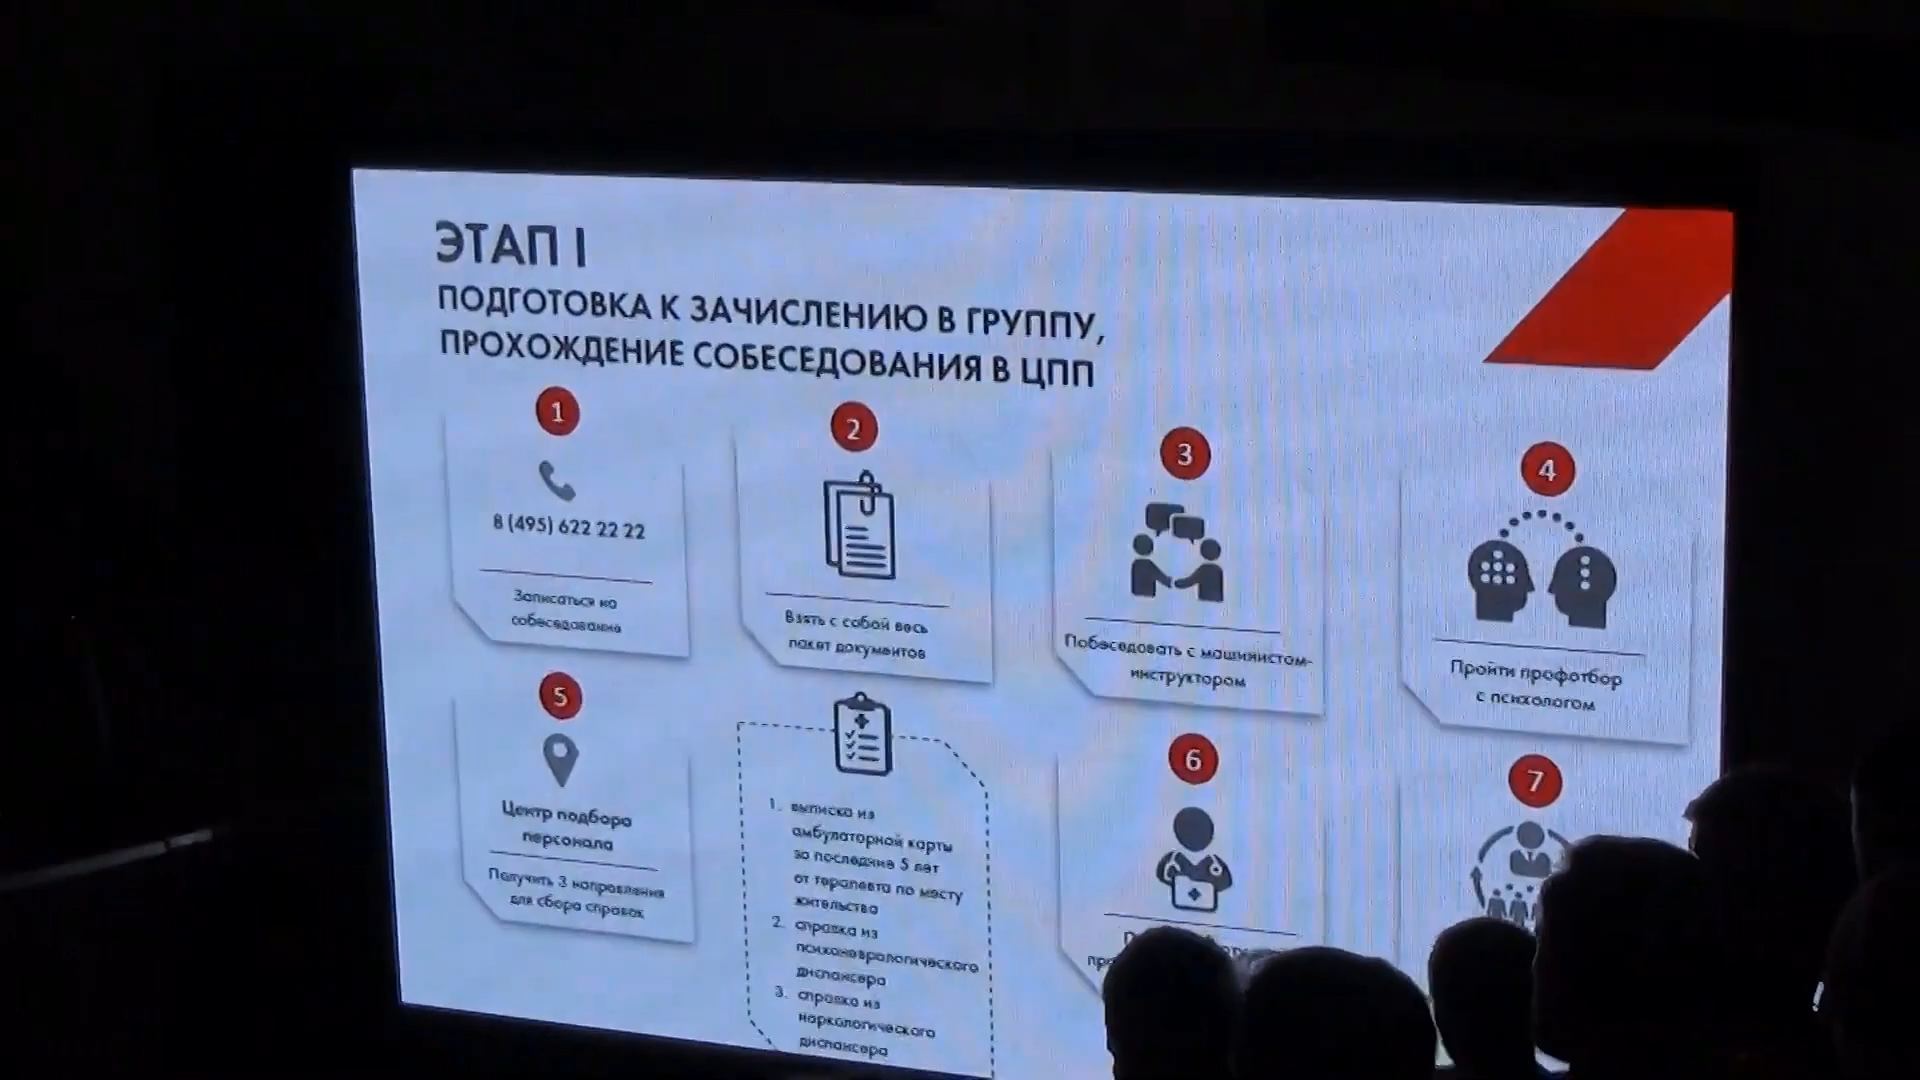 ЭТАП I
ПОДГОТОВКА К ЗАЧИСЛЕНИЮ В ГРУППУ,
ПРОХОЖДЕНИЕ СОБЕСЕДОВАНИЯ В ЦПП
1
8 (495) 622 22 22
Записаться на
собеседование
2
Взять с собой весь
пакет документов
3
Побеседовать с машинистом-
инструктором
4
Пройти профотбор
с психологом
5
Центр подбора
персонала
Получить 3 направления
для сбора справок
1. выписка из
амбулаторной карты
за последние 5 лет
от терапевта по месту
жительства
2. справка из
психоневрологического
диспансера
3. справка из
наркологического
диспансера
6
7